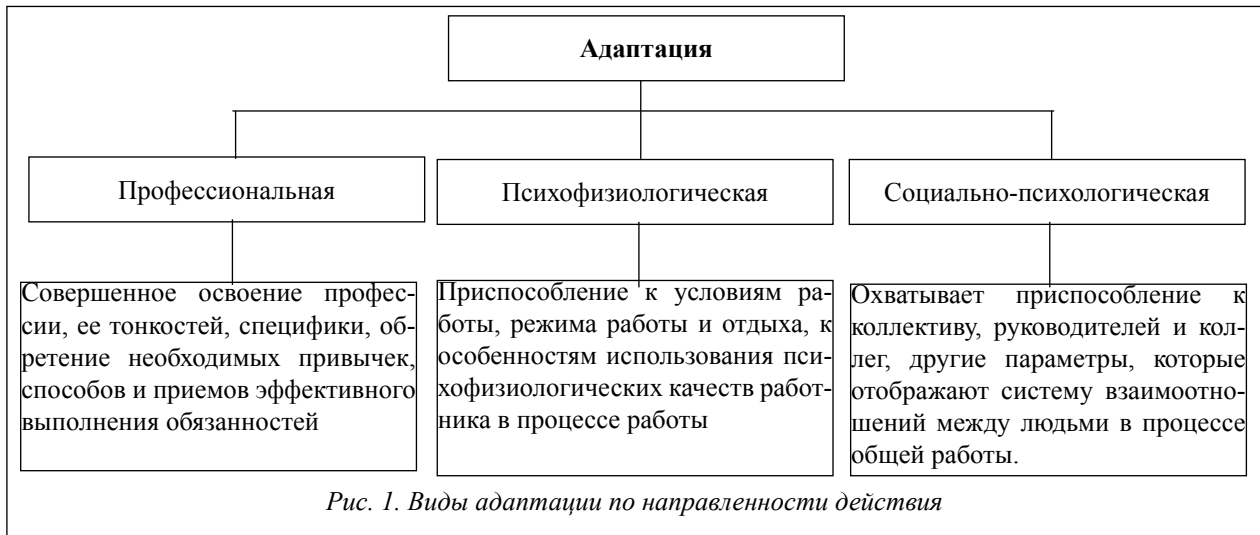 Адаптация
Профессиональная
Психофизиологическая
Социально-психологическая
Совершенное освоение профес-
сии, ее тонкостей, специфики, об-
ретение необходимых привычек,
способов и приемов эффективного
выполнения обязанностей
Приспособление к условиям ра-
боты, режима работы и отдыха, к
особенностям использования пси-
хофизиологических качеств работ-
ника в процессе работы
Охватывает приспособление к
коллективу, руководителей и кол-
лег, другие параметры, которые
отображают систему взаимоотно-
шений между людьми в процессе
общей работы.
Рис. 1. Виды адаптации по направленности действия